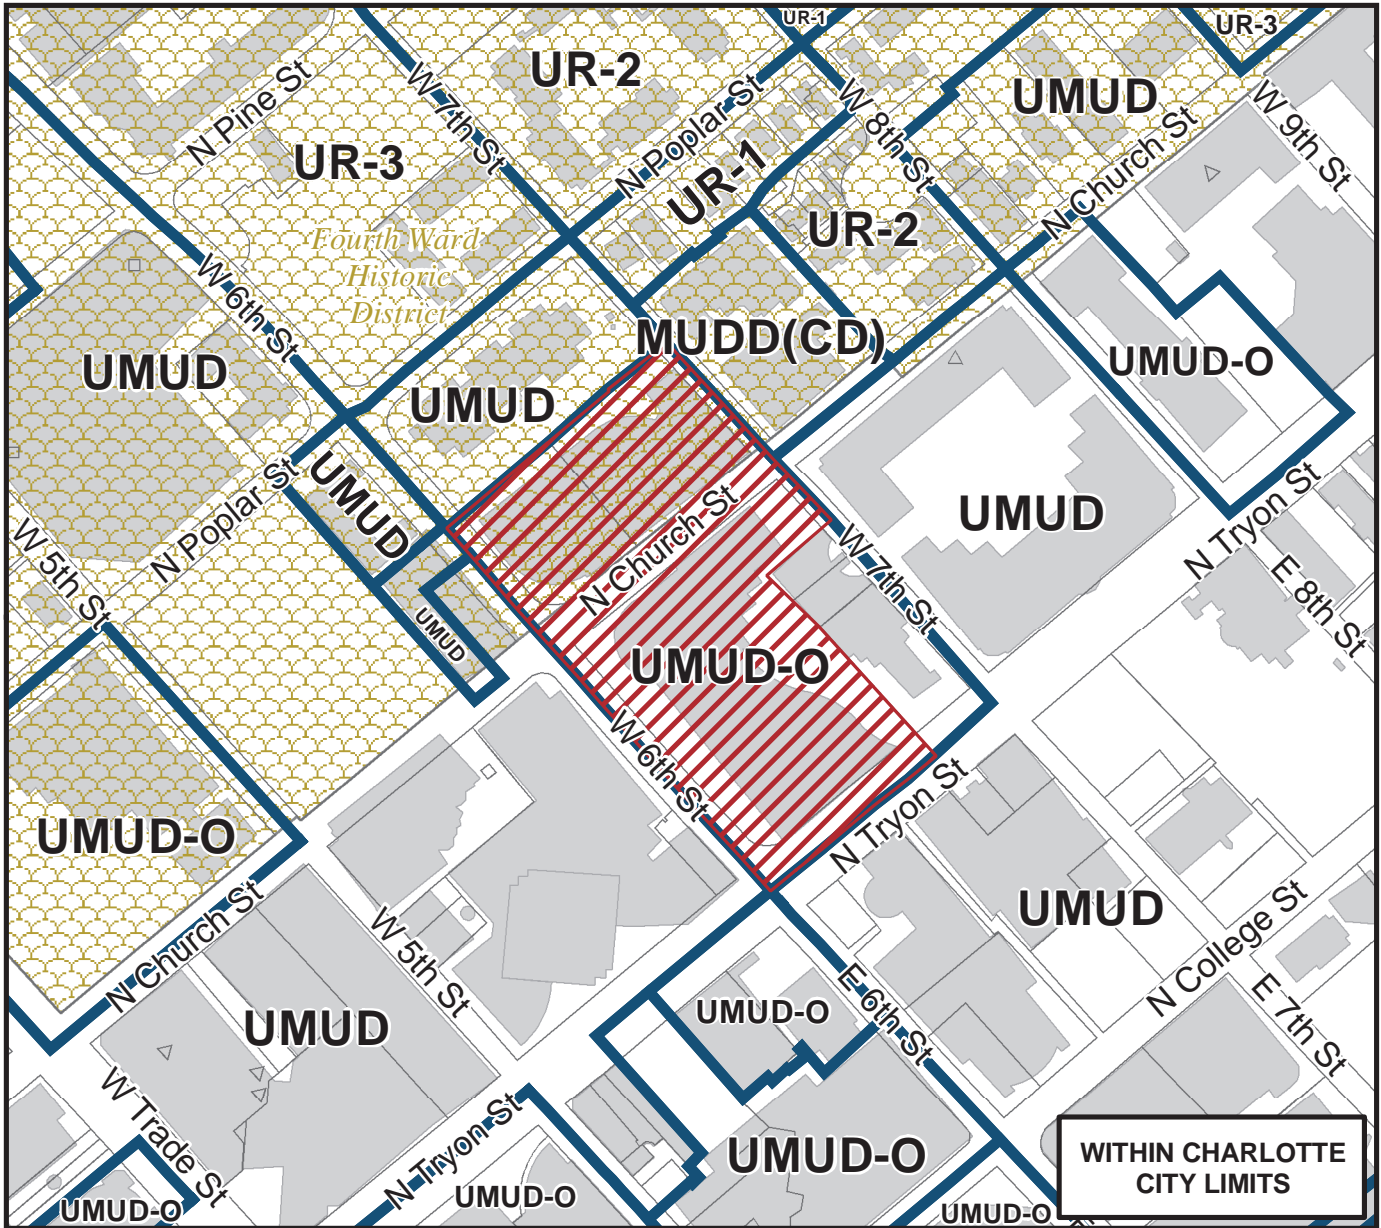 UR-1
UR-3
UR-2
W 7th St
N Pine St
N Poplar St
W 8th St
UMUD
W 9th St
UR-3
UR-1
N Church St
UR-2
Fourth Ward
Historic
District
W 6th St
MUDD(CD)
UMUD
UMUD
UMUD-O
N Poplar St
UMUD
N Church St
UMUD
N Tryon St
W 5th St
W 7th St
E 8th St
UMUD
UMUD-O
W 6th St
N Tryon St
UMUD-O
N Church St
W 5th St
UMUD
N College St
UMUD
UMUD-O
E 6th St
E 7th St
W Trade St
N Tryon St
UMUD-O
UMUD-O
UMUD-O
UMUD-O
WITHIN CHARLOTTE
CITY LIMITS